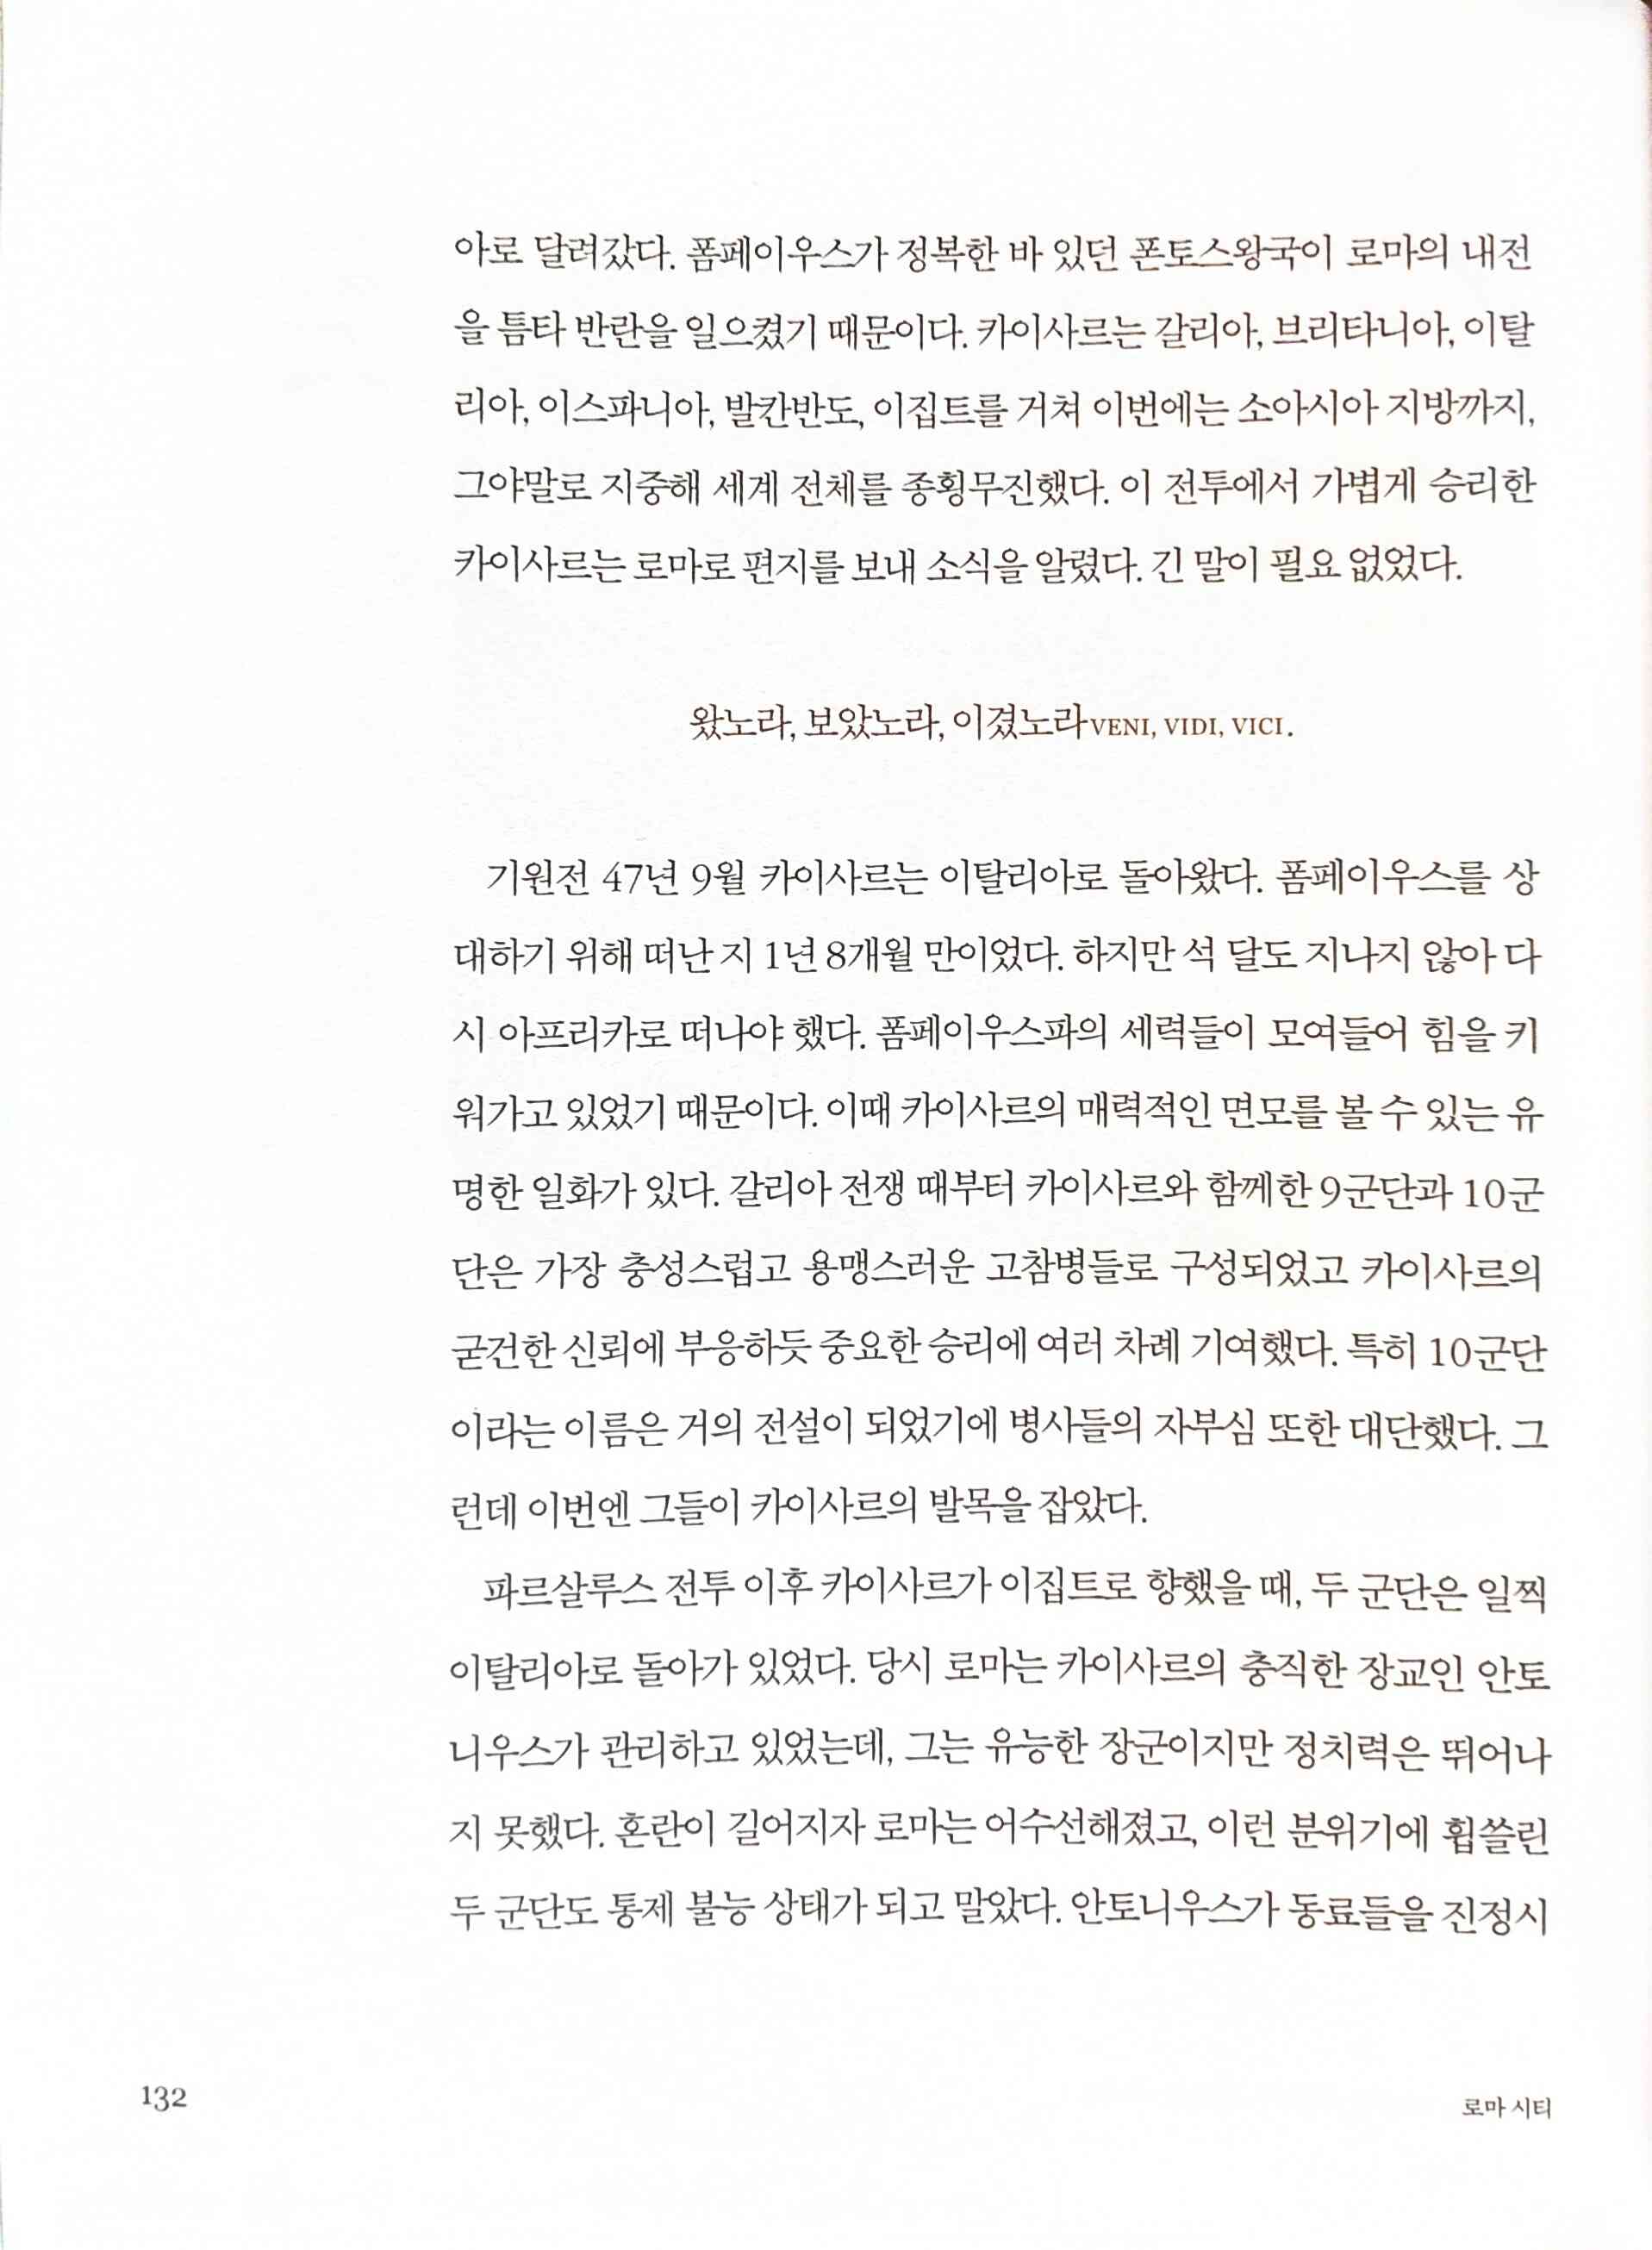 아로 달려갔다. 폼페이우스가 정복한 바 있던 폰토스왕국이 로마의 내전
을 틈타 반란을 일으켰기 때문이다. 카이사르는 갈리아, 브리타니아, 이탈
리아, 이스파니아, 발칸반도, 이집트를 거쳐 이번에는 소아시아 지방까지,
그야말로 지중해 세계 전체를 종횡무진했다. 이 전투에서 가볍게 승리한
카이사르는 로마로 편지를 보내 소식을 알렸다. 긴 말이 필요 없었다.
왔노라, 보았노라, 이겼노라VENI, VIDI, VICI.
기원전 47년 9월 카이사르는 이탈리아로 돌아왔다. 폼페이우스를 상
대하기 위해 떠난 지 1년 8개월 만이었다. 하지만 석 달도 지나지 않아 다
시 아프리카로 떠나야 했다. 폼페이우스파의 세력들이 모여들어 힘을 키
워가고 있었기 때문이다. 이때 카이사르의 매력적인 면모를 볼 수 있는 유
명한 일화가 있다. 갈리아 전쟁 때부터 카이사르와 함께한 9군단과 10군
단은 가장 충성스럽고 용맹스러운 고참병들로 구성되었고 카이사르의
굳건한 신뢰에 부응하듯 중요한 승리에 여러 차례 기여했다. 특히 10군단
이라는 이름은 거의 전설이 되었기에 병사들의 자부심 또한 대단했다. 그
런데 이번엔 그들이 카이사르의 발목을 잡았다.
파르살루스 전투 이후 카이사르가 이집트로 향했을 때, 두 군단은 일찍
이탈리아로 돌아가 있었다. 당시 로마는 카이사르의 충직한 장교인 안토
니우스가 관리하고 있었는데, 그는 유능한 장군이지만 정치력은 뛰어나
지 못했다. 혼란이 길어지자 로마는 어수선해졌고, 이런 분위기에 휩쓸린
두 군단도 통제 불능 상태가 되고 말았다. 안토니우스가 동료들을 진정시
132
로마 시티